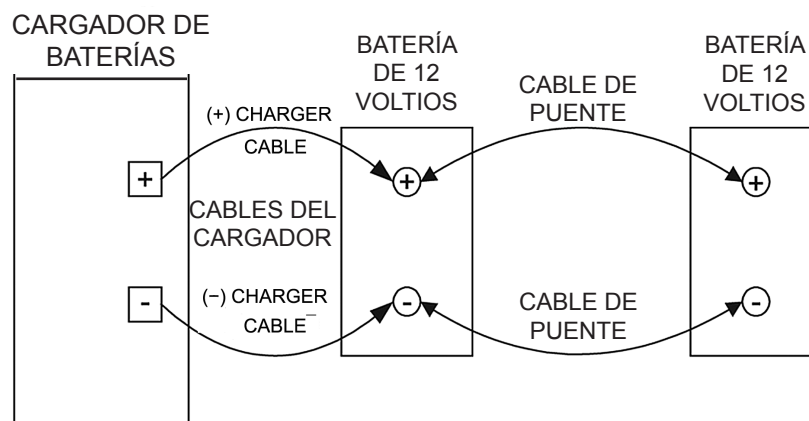 CARGADOR DE
BATERÍAS
BATERÍA
DE 12
VOLTIOS
BATERÍA
DE 12
VOLTIOS
CABLE DE
PUENTE
(+) CHARGER
CABLE
+
+
+
CABLES DEL
CARGADOR
(−) CHARGER
CABLE¯
-
-
-
CABLE DE
PUENTE